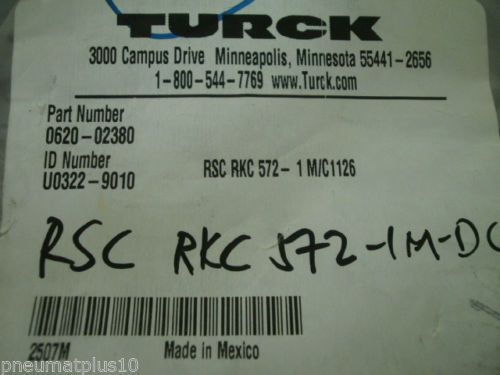 TURCK
3000 Campus Drive Minneapolis, Minnesota 55441-2656
1-800-544-7769 www.Turck.com
Part Number
0620-02380
ID Number
U0322-9010
RSC RKC 572- 1 M/C1126
RSC RKC 572-1M-DC
2507M
Made in Mexico
pneumatplus10